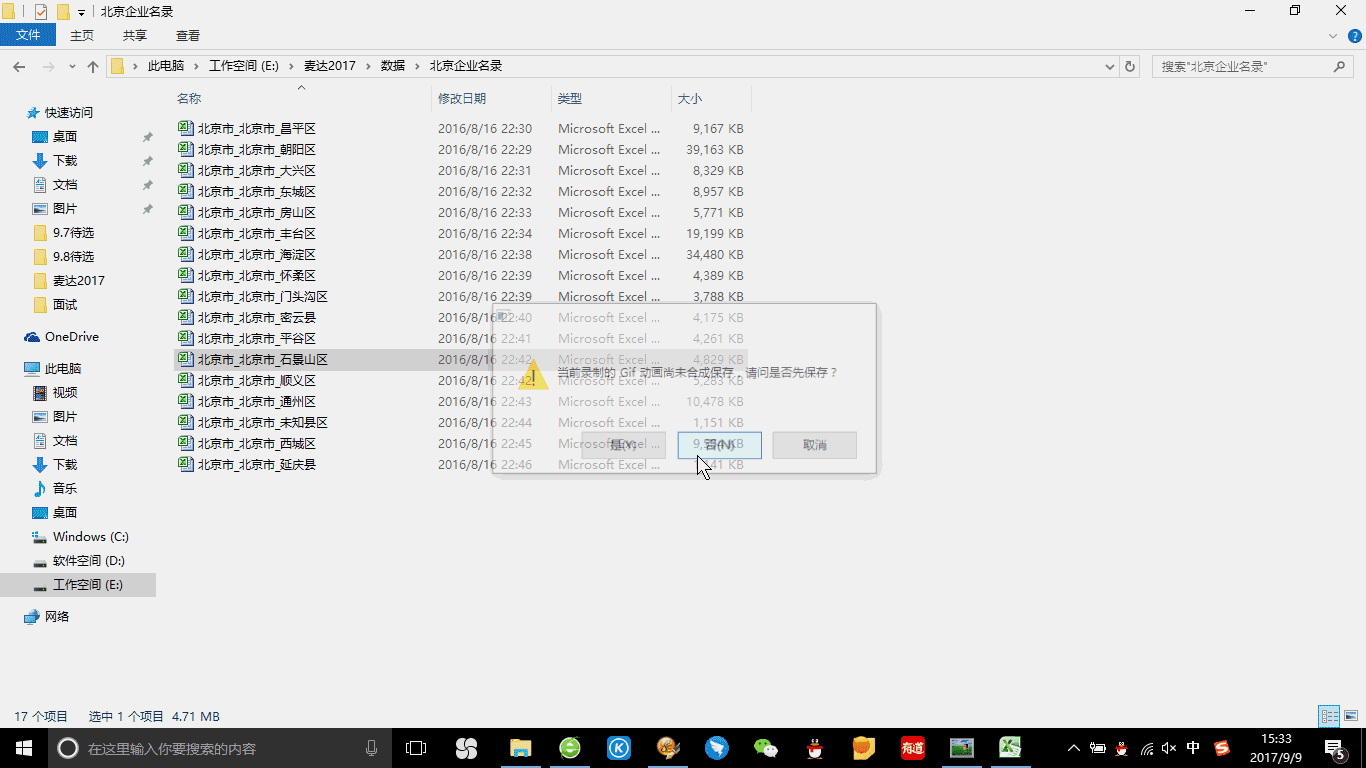 北京企业名录
文件 主页 共享 查看
此电脑 › 工作空间 (E:) › 麦达2017 › 数据 › 北京企业名录 搜索"北京企业名录"
名称 修改日期 类型 大小
快速访问
桌面
下载
文档
图片
9.7待选
9.8待选
麦达2017
面试
OneDrive
此电脑
视频
图片
文档
下载
音乐
桌面
Windows (C:)
软件空间 (D:)
工作空间 (E:)
网络
北京市_北京市_昌平区 2016/8/16 22:30 Microsoft Excel ... 9,167 KB
北京市_北京市_朝阳区 2016/8/16 22:29 Microsoft Excel ... 39,163 KB
北京市_北京市_大兴区 2016/8/16 22:31 Microsoft Excel ... 8,329 KB
北京市_北京市_东城区 2016/8/16 22:32 Microsoft Excel ... 8,957 KB
北京市_北京市_房山区 2016/8/16 22:33 Microsoft Excel ... 5,771 KB
北京市_北京市_丰台区 2016/8/16 22:34 Microsoft Excel ... 19,199 KB
北京市_北京市_海淀区 2016/8/16 22:38 Microsoft Excel ... 34,480 KB
北京市_北京市_怀柔区 2016/8/16 22:39 Microsoft Excel ... 4,389 KB
北京市_北京市_门头沟区 2016/8/16 22:39 Microsoft Excel ... 3,788 KB
北京市_北京市_密云县 2016/8/16 22:40 Microsoft Excel ... 4,175 KB
北京市_北京市_平谷区 2016/8/16 22:41 Microsoft Excel ... 4,261 KB
北京市_北京市_石景山区 2016/8/16 22:42 Microsoft Excel ... 4,829 KB
北京市_北京市_顺义区 2016/8/16 22:42 Microsoft Excel ... 5,283 KB
北京市_北京市_通州区 2016/8/16 22:43 Microsoft Excel ... 10,478 KB
北京市_北京市_未知县区 2016/8/16 22:44 Microsoft Excel ... 1,151 KB
北京市_北京市_西城区 2016/8/16 22:45 Microsoft Excel ... KB
北京市_北京市_延庆县 2016/8/16 22:46 Microsoft Excel ... KB
当前录制的 Gif 动画尚未合成保存，请问是否先保存？
是(Y) 否(N) 取消
17 个项目 选中 1 个项目 4.71 MB
在这里输入你要搜索的内容
有道
中
15:33
2017/9/9
5